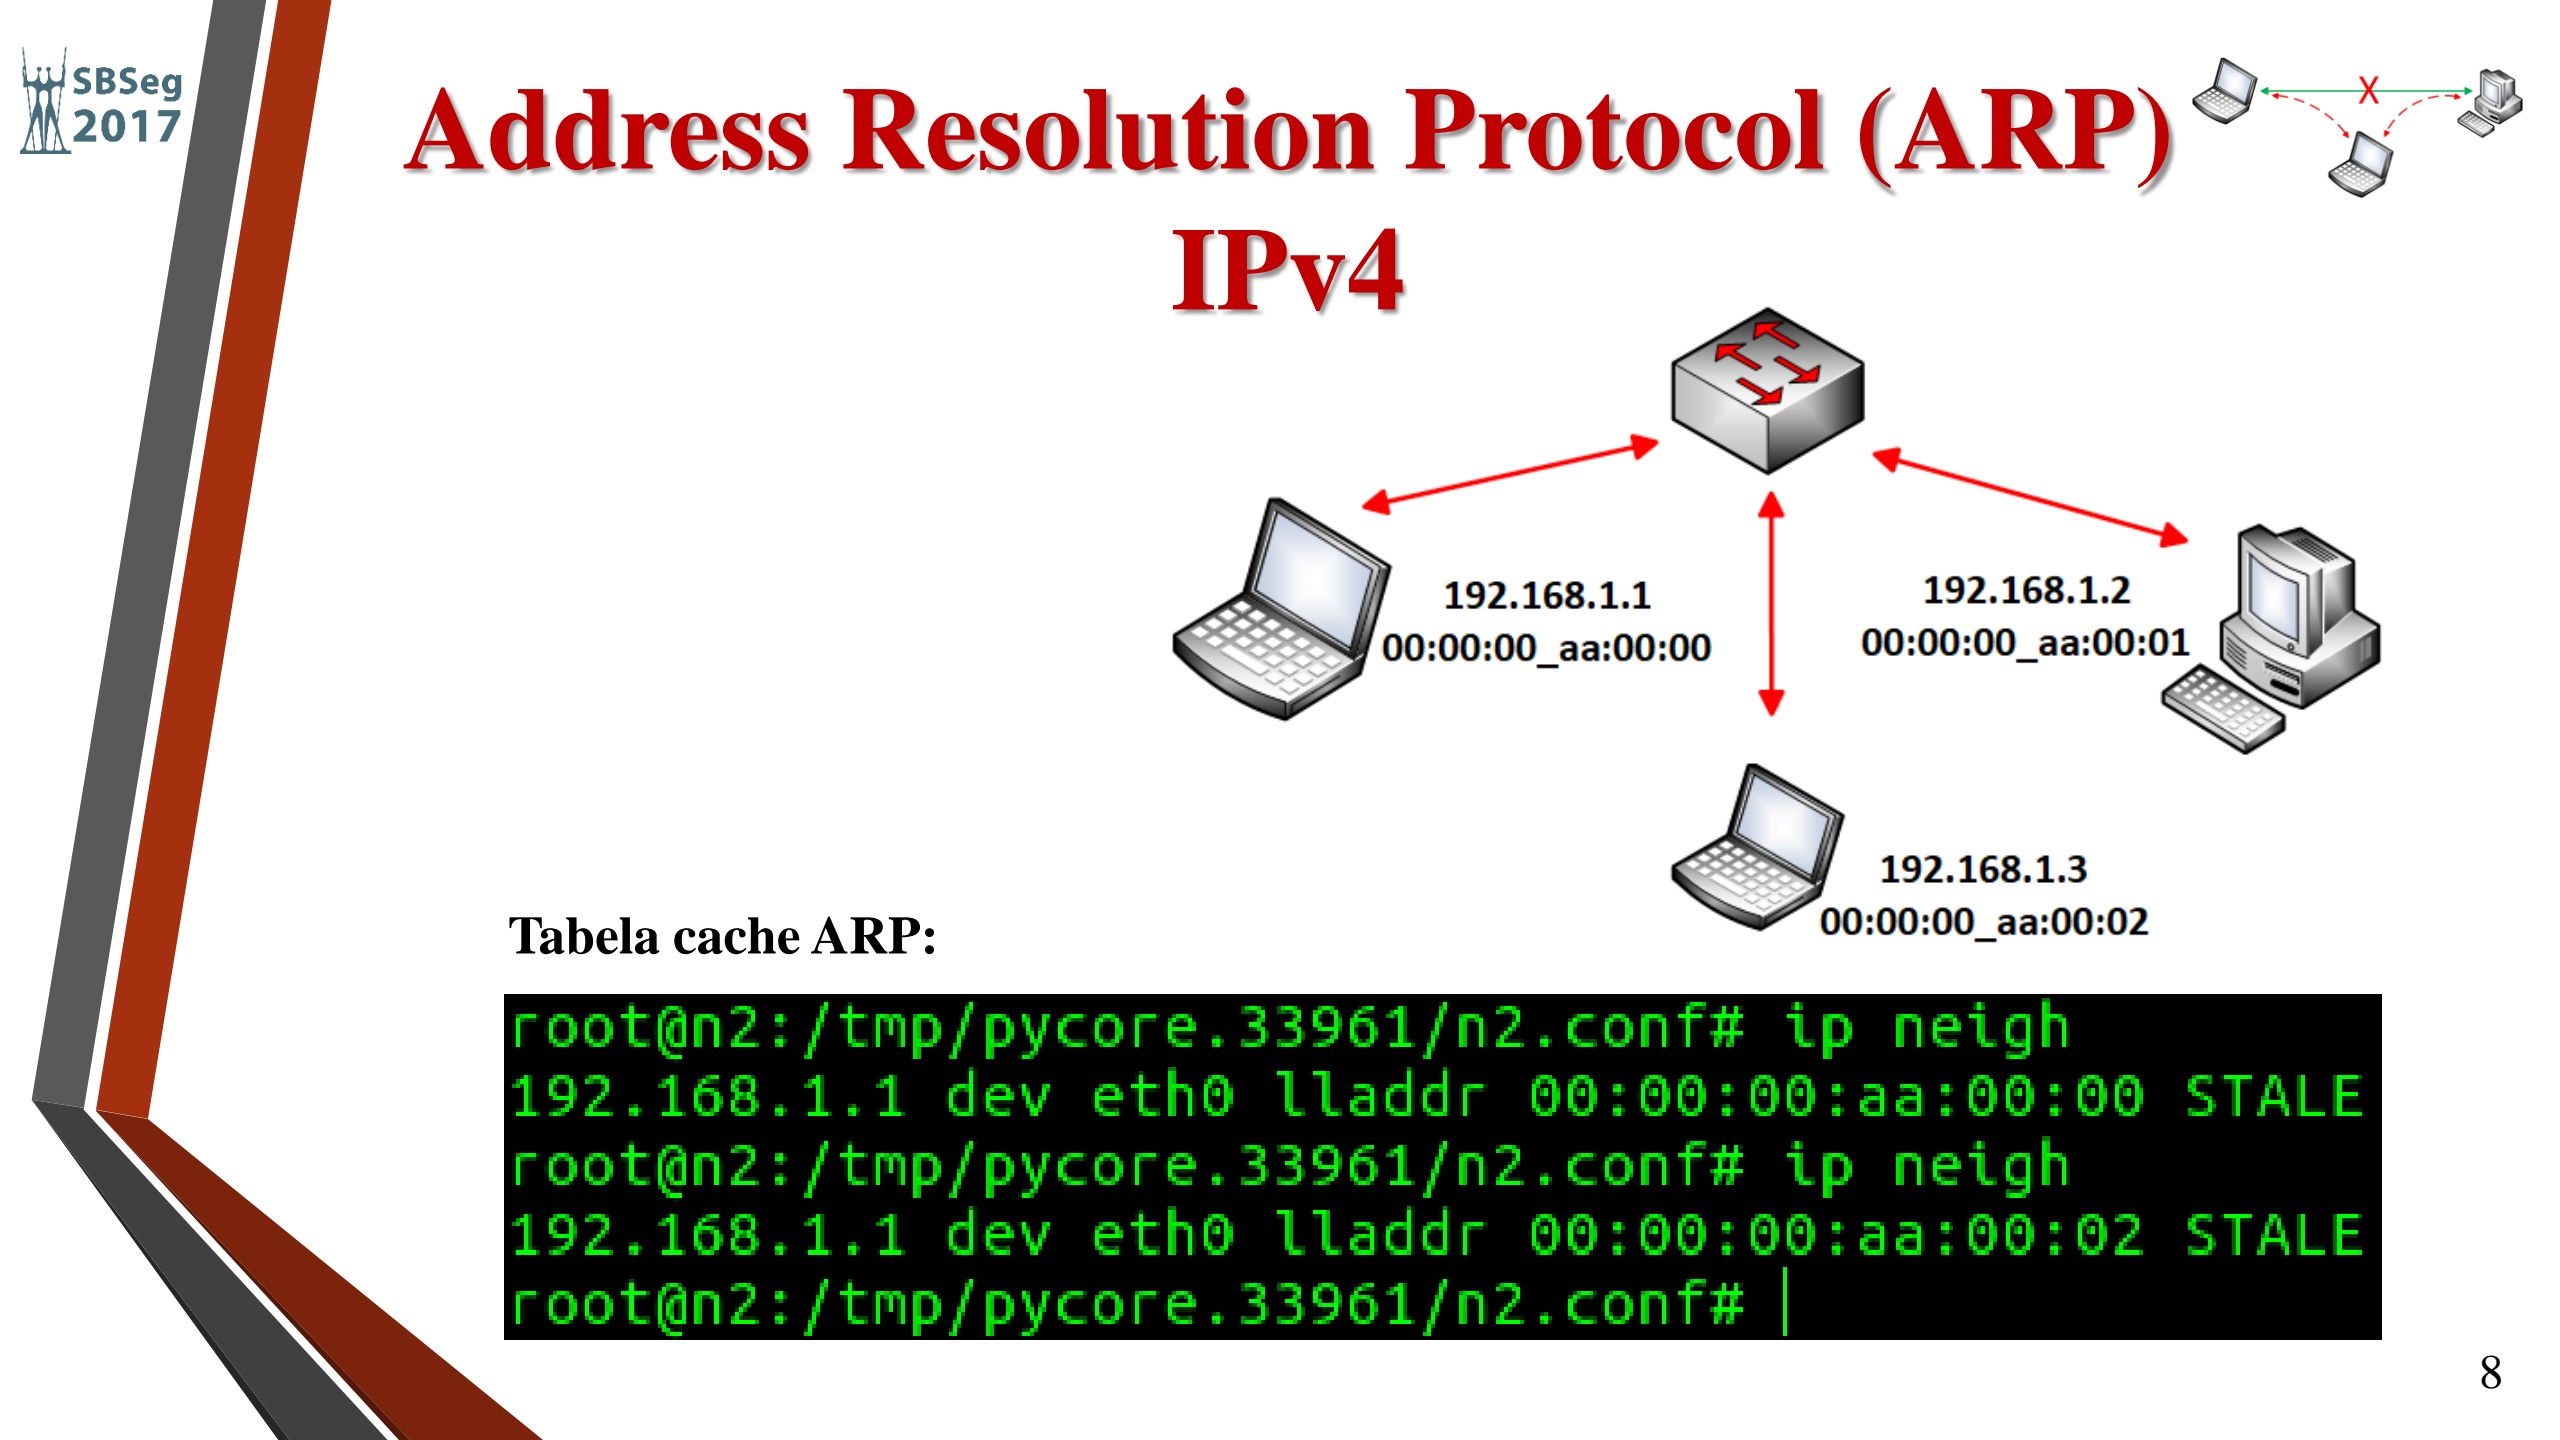 SBSeg
2017
Address Resolution Protocol (ARP)
IPv4
X
192.168.1.1
00:00:00_aa:00:00
192.168.1.2
00:00:00_aa:00:01
192.168.1.3
00:00:00_aa:00:02
Tabela cache ARP:
root@n2:/tmp/pycore.33961/n2.conf# ip neigh
192.168.1.1 dev eth0 lladdr 00:00:00:aa:00:00 STALE
root@n2:/tmp/pycore.33961/n2.conf# ip neigh
192.168.1.1 dev eth0 lladdr 00:00:00:aa:00:02 STALE
root@n2:/tmp/pycore.33961/n2.conf#
8